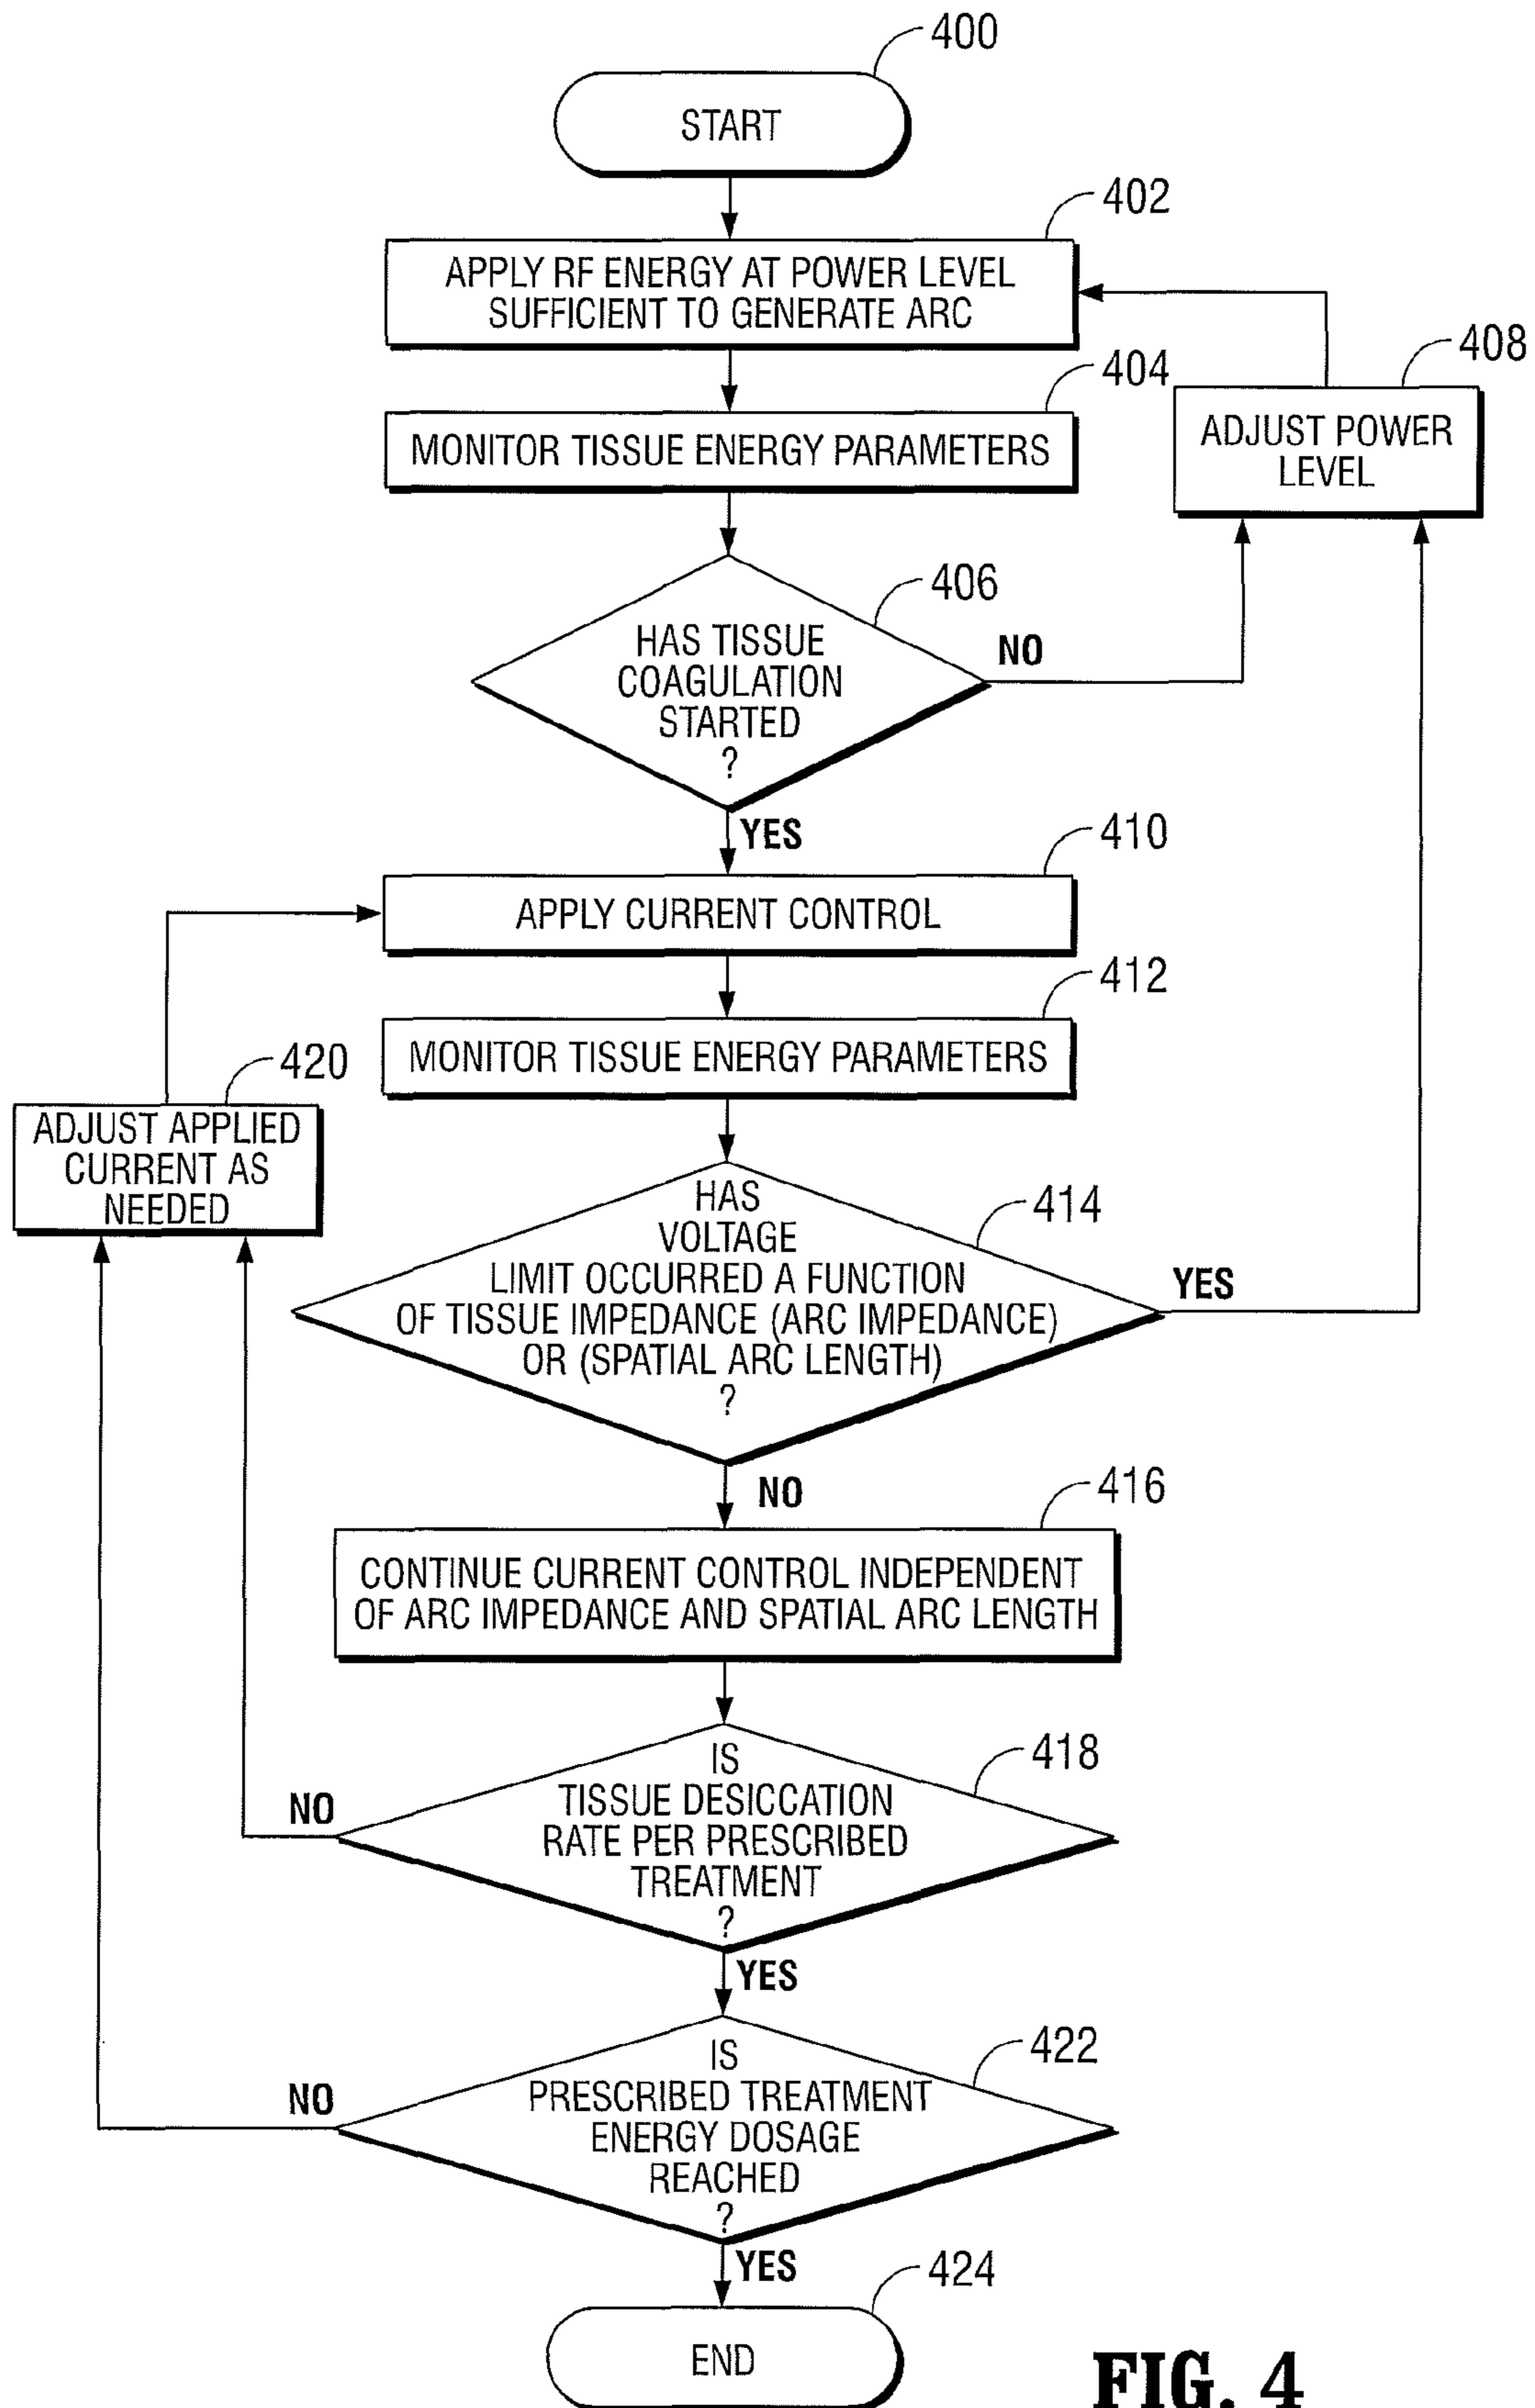 400
START
402
APPLY RF ENERGY AT POWER LEVEL
SUFFICIENT TO GENERATE ARC
408
ADJUST POWER
LEVEL
404
MONITOR TISSUE ENERGY PARAMETERS
406
HAS TISSUE
COAGULATION
STARTED
?
NO
YES
410
APPLY CURRENT CONTROL
412
MONITOR TISSUE ENERGY PARAMETERS
420
ADJUST APPLIED
CURRENT AS
NEEDED
414
HAS
VOLTAGE
LIMIT OCCURRED A FUNCTION
OF TISSUE IMPEDANCE (ARC IMPEDANCE)
OR (SPATIAL ARC LENGTH)
?
YES
NO
416
CONTINUE CURRENT CONTROL INDEPENDENT
OF ARC IMPEDANCE AND SPATIAL ARC LENGTH
418
IS
TISSUE DESICCATION
RATE PER PRESCRIBED
TREATMENT
?
NO
YES
422
IS
PRESCRIBED TREATMENT
ENERGY DOSAGE
REACHED
?
NO
YES
424
END
FIG. 4